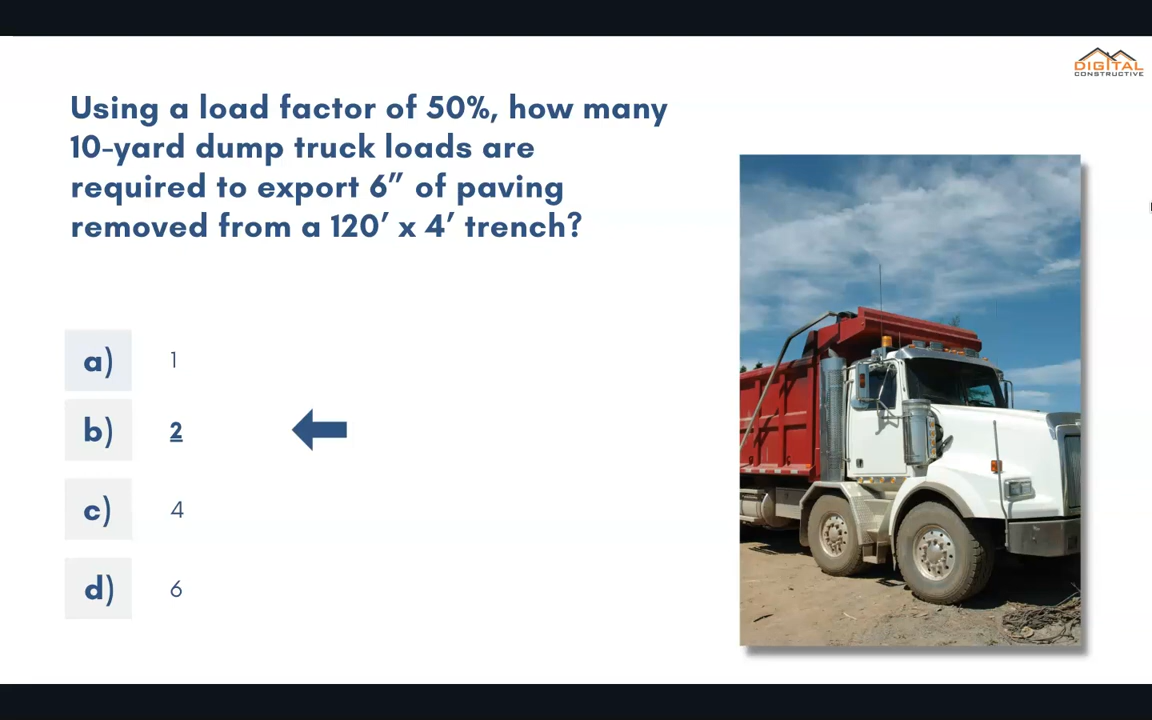 DIGITAL
CONSTRUCTIVE
Using a load factor of 50%, how many
10-yard dump truck loads are
required to export 6” of paving
removed from a 120’ x 4’ trench?
a) 1
b) 2
c) 4
d) 6